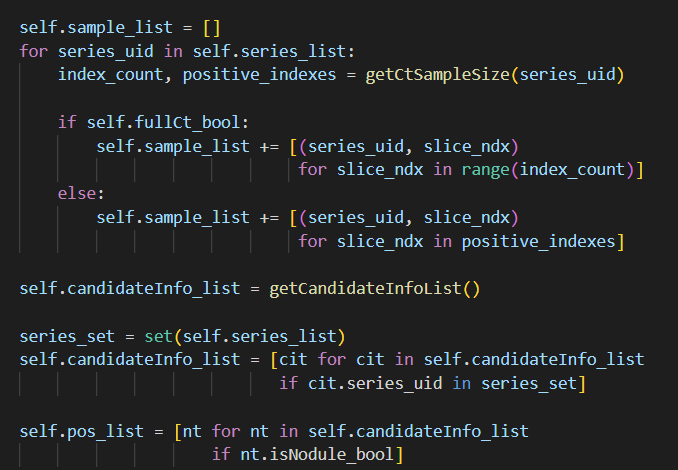 self.sample_list = []
for series_uid in self.series_list:
    index_count, positive_indexes = getCtSampleSize(series_uid)

    if self.fullCt_bool:
        self.sample_list += [(series_uid, slice_ndx)
                             for slice_ndx in range(index_count)]
    else:
        self.sample_list += [(series_uid, slice_ndx)
                             for slice_ndx in positive_indexes]

self.candidateInfo_list = getCandidateInfoList()

series_set = set(self.series_list)
self.candidateInfo_list = [cit for cit in self.candidateInfo_list
                           if cit.series_uid in series_set]

self.pos_list = [nt for nt in self.candidateInfo_list
                    if nt.isNodule_bool]